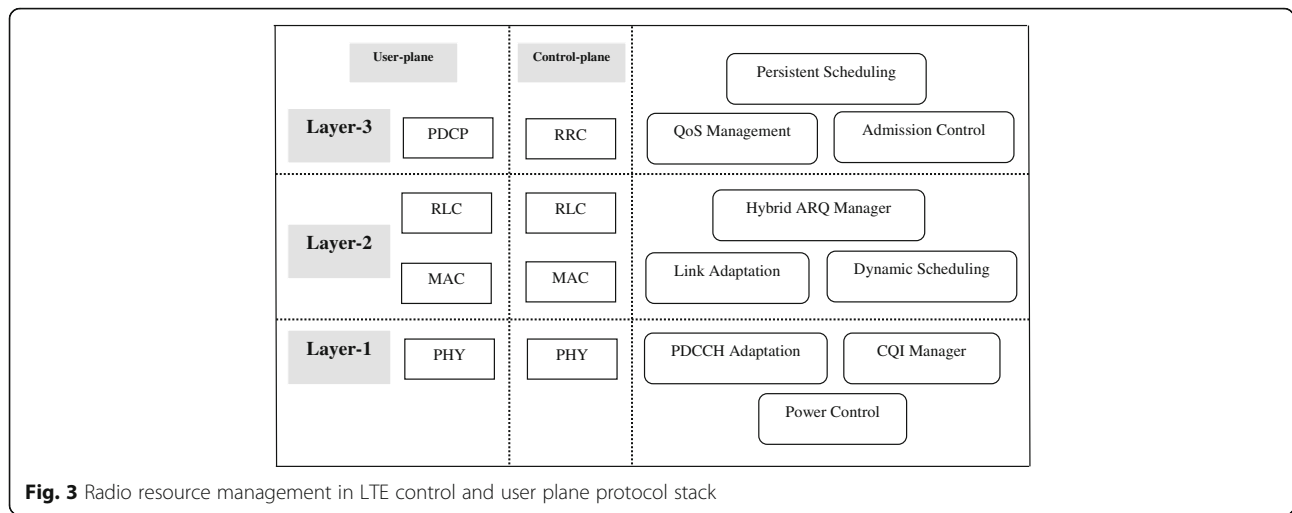 User-plane
Control-plane
Persistent Scheduling
Layer-3
PDCP
RRC
QoS Management
Admission Control
RLC
RLC
Hybrid ARQ Manager
Layer-2
MAC
MAC
Link Adaptation
Dynamic Scheduling
Layer-1
PHY
PHY
PDCCH Adaptation
CQI Manager
Power Control
Fig. 3 Radio resource management in LTE control and user plane protocol stack